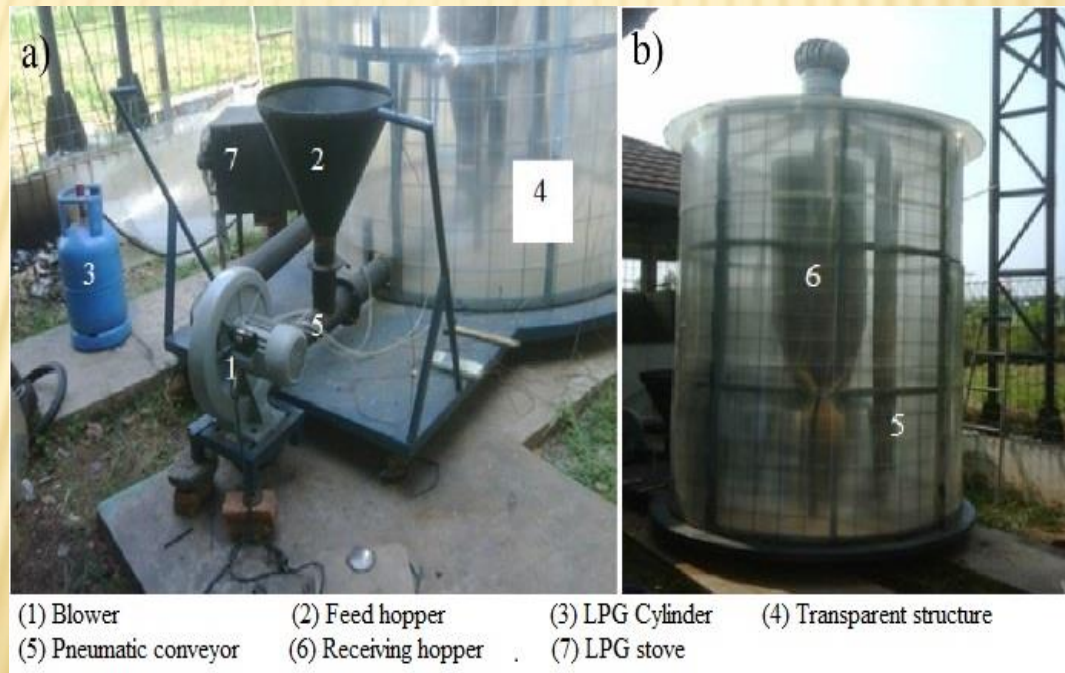 a)
b)
7
2
4
3
5
1
6
5
(1) Blower (2) Feed hopper (3) LPG Cylinder (4) Transparent structure
(5) Pneumatic conveyor (6) Receiving hopper . (7) LPG stove